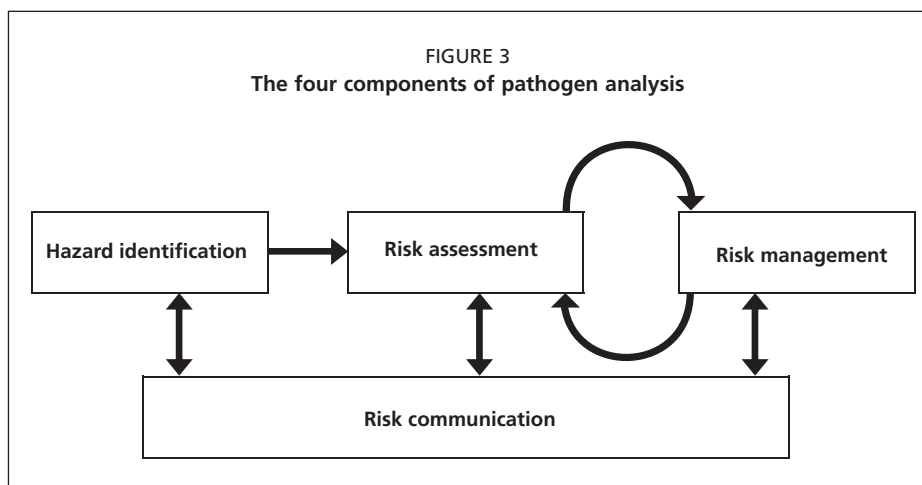 FIGURE 3
The four components of pathogen analysis
Hazard identification
Risk assessment
Risk management
Risk communication